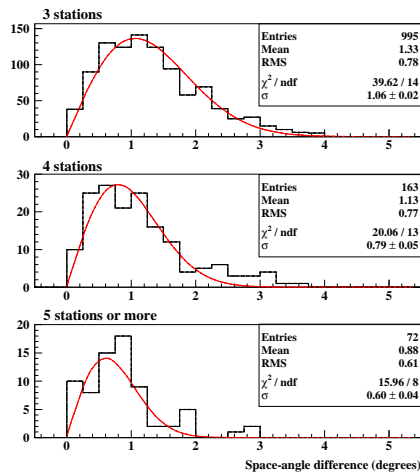 3 stations
150
100
50
0
Entries 995
Mean 1.33
RMS 0.78
χ² / ndf 39.62 / 14
σ 1.06 ± 0.02
0 1 2 3 4 5
4 stations
30
20
10
0
Entries 163
Mean 1.13
RMS 0.77
χ² / ndf 20.06 / 13
σ 0.79 ± 0.05
0 1 2 3 4 5
5 stations or more
20
15
10
5
0
Entries 72
Mean 0.88
RMS 0.61
χ² / ndf 15.96 / 8
σ 0.60 ± 0.04
0 1 2 3 4 5
Space-angle difference (degrees)